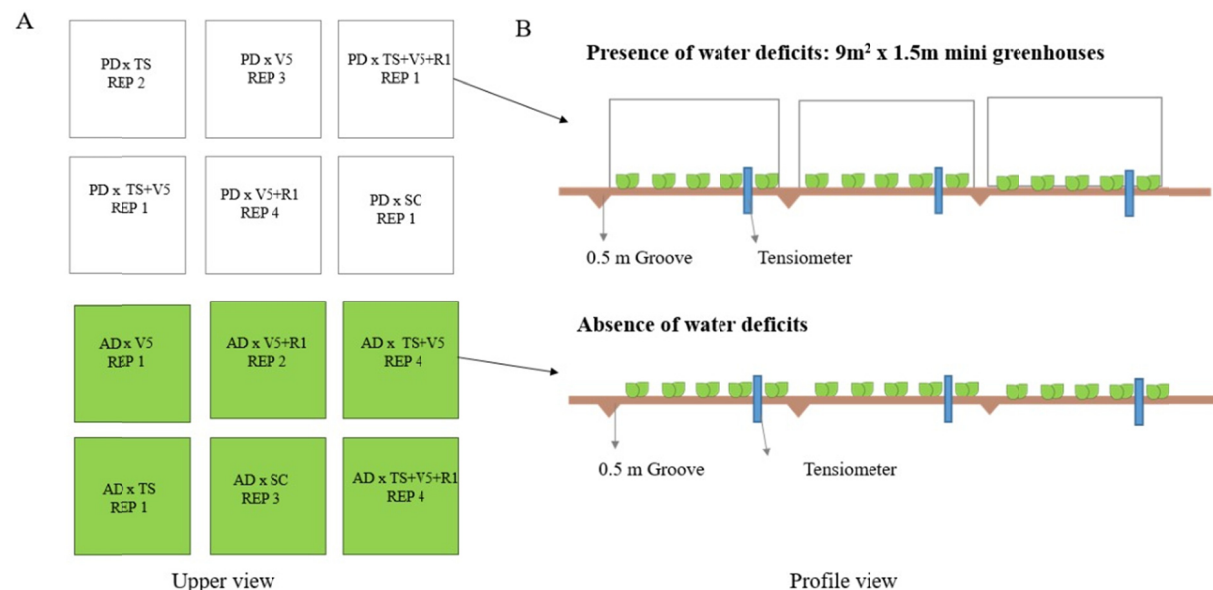 A
PD x TS
REP 2
PD x V5
REP 3
PD x TS+V5+R1
REP 1
PD x TS+V5
REP 1
PD x V5+R1
REP 4
PD x SC
REP 1
AD x V5
REP 1
AD x V5+R1
REP 2
AD x TS+V5
REP 4
AD x TS
REP 1
AD x SC
REP 3
AD x TS+V5+R1
REP 4
Upper view
B
Presence of water deficits: 9m² x 1.5m mini greenhouses
0.5 m Groove
Tensiometer
Absence of water deficits
0.5 m Groove
Tensiometer
Profile view